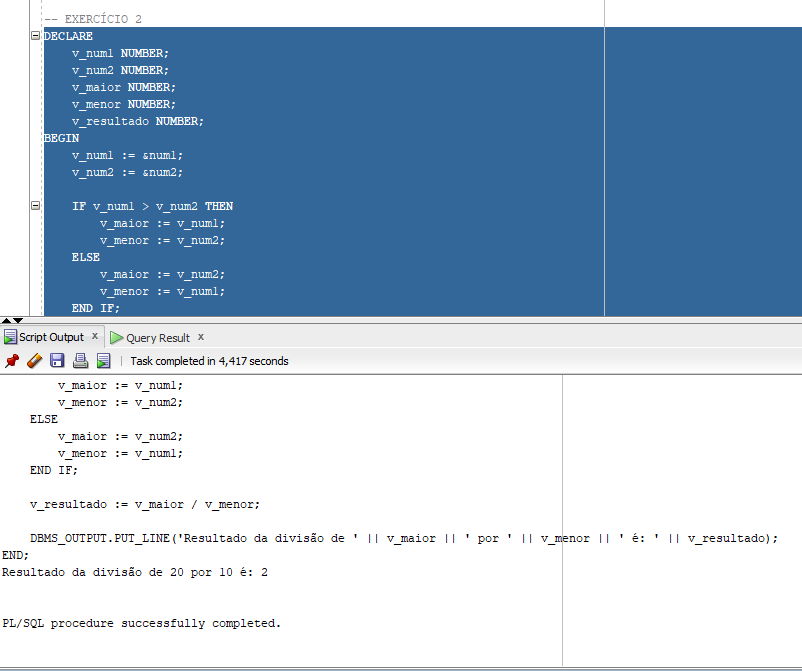 -- EXERCÍCIO 2
DECLARE
    v_num1 NUMBER;
    v_num2 NUMBER;
    v_maior NUMBER;
    v_menor NUMBER;
    v_resultado NUMBER;
BEGIN
    v_num1 := &num1;
    v_num2 := &num2;
    IF v_num1 > v_num2 THEN
        v_maior := v_num1;
        v_menor := v_num2;
    ELSE
        v_maior := v_num2;
        v_menor := v_num1;
    END IF;
Script Output x Query Result x
Task completed in 4,417 seconds
        v_maior := v_num1;
        v_menor := v_num2;
    ELSE
        v_maior := v_num2;
        v_menor := v_num1;
    END IF;
    v_resultado := v_maior / v_menor;
    DBMS_OUTPUT.PUT_LINE('Resultado da divisão de ' || v_maior || ' por ' || v_menor || ' é: ' || v_resultado);
END;
Resultado da divisão de 20 por 10 é: 2
PL/SQL procedure successfully completed.